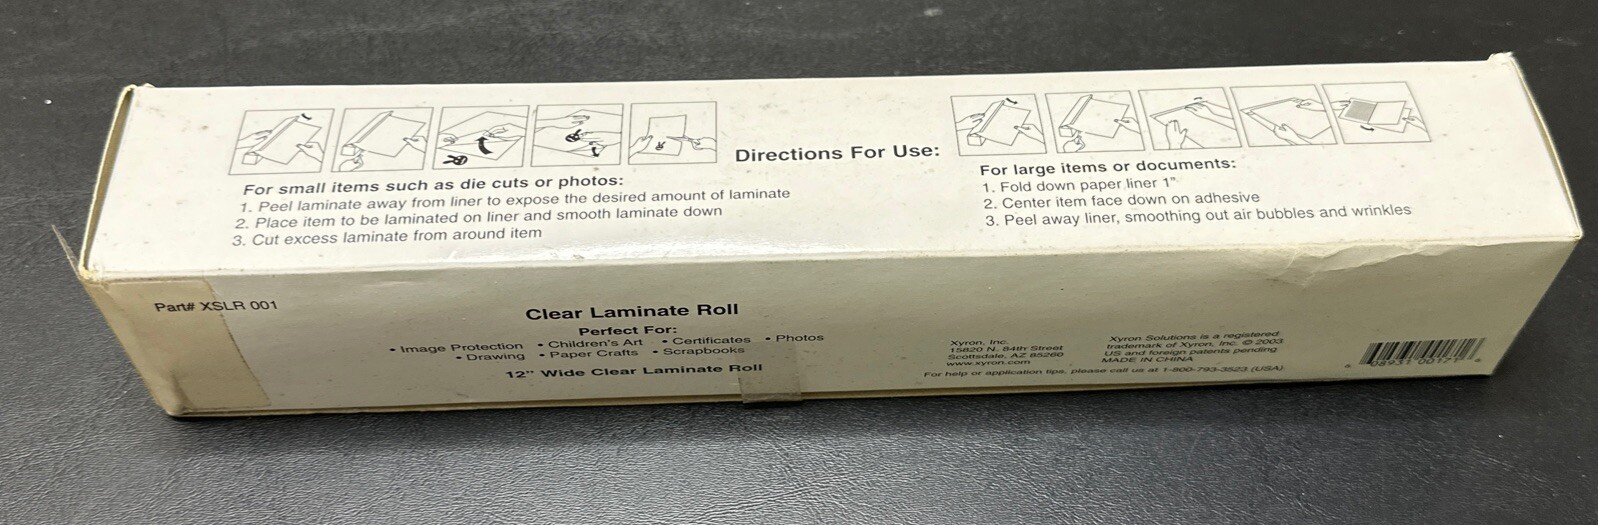 Directions For Use:
For small items such as die cuts or photos:
1. Peel laminate away from liner to expose the desired amount of laminate
2. Place item to be laminated on liner and smooth laminate down
3. Cut excess laminate from around item
For large items or documents:
1. Fold down paper liner 1"
2. Center item face down on adhesive
3. Peel away liner, smoothing out air bubbles and wrinkles
Part# XSLR 001
Clear Laminate Roll
Perfect For:
• Image Protection • Children's Art • Certificates • Photos
• Drawing • Paper Crafts • Scrapbooks
12" Wide Clear Laminate Roll
Xyron, Inc.
15820 N. 84th Street
Scottsdale, AZ 85260
www.xyron.com
Xyron Solutions is a registered
trademark of Xyron, Inc. © 2003
US and foreign patents pending
MADE IN CHINA
For help or application tips, please call us at 1-800-793-3523 (USA)